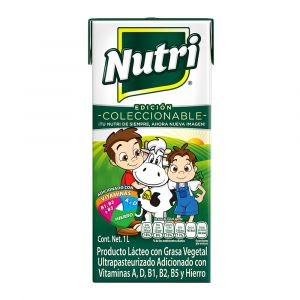 Nutri®
EDICIÓN
COLECCIONABLE
¡TU NUTRI DE SIEMPRE, AHORA NUEVA IMAGEN!
ADICIONADO CON
VITAMINAS
A, D,
HIERRO
Cont. Net. 1 L
Producto Lácteo con Grasa Vegetal
Ultrapasteurizado Adicionado con
Vitaminas A, D, B1, B2, B5 y Hierro